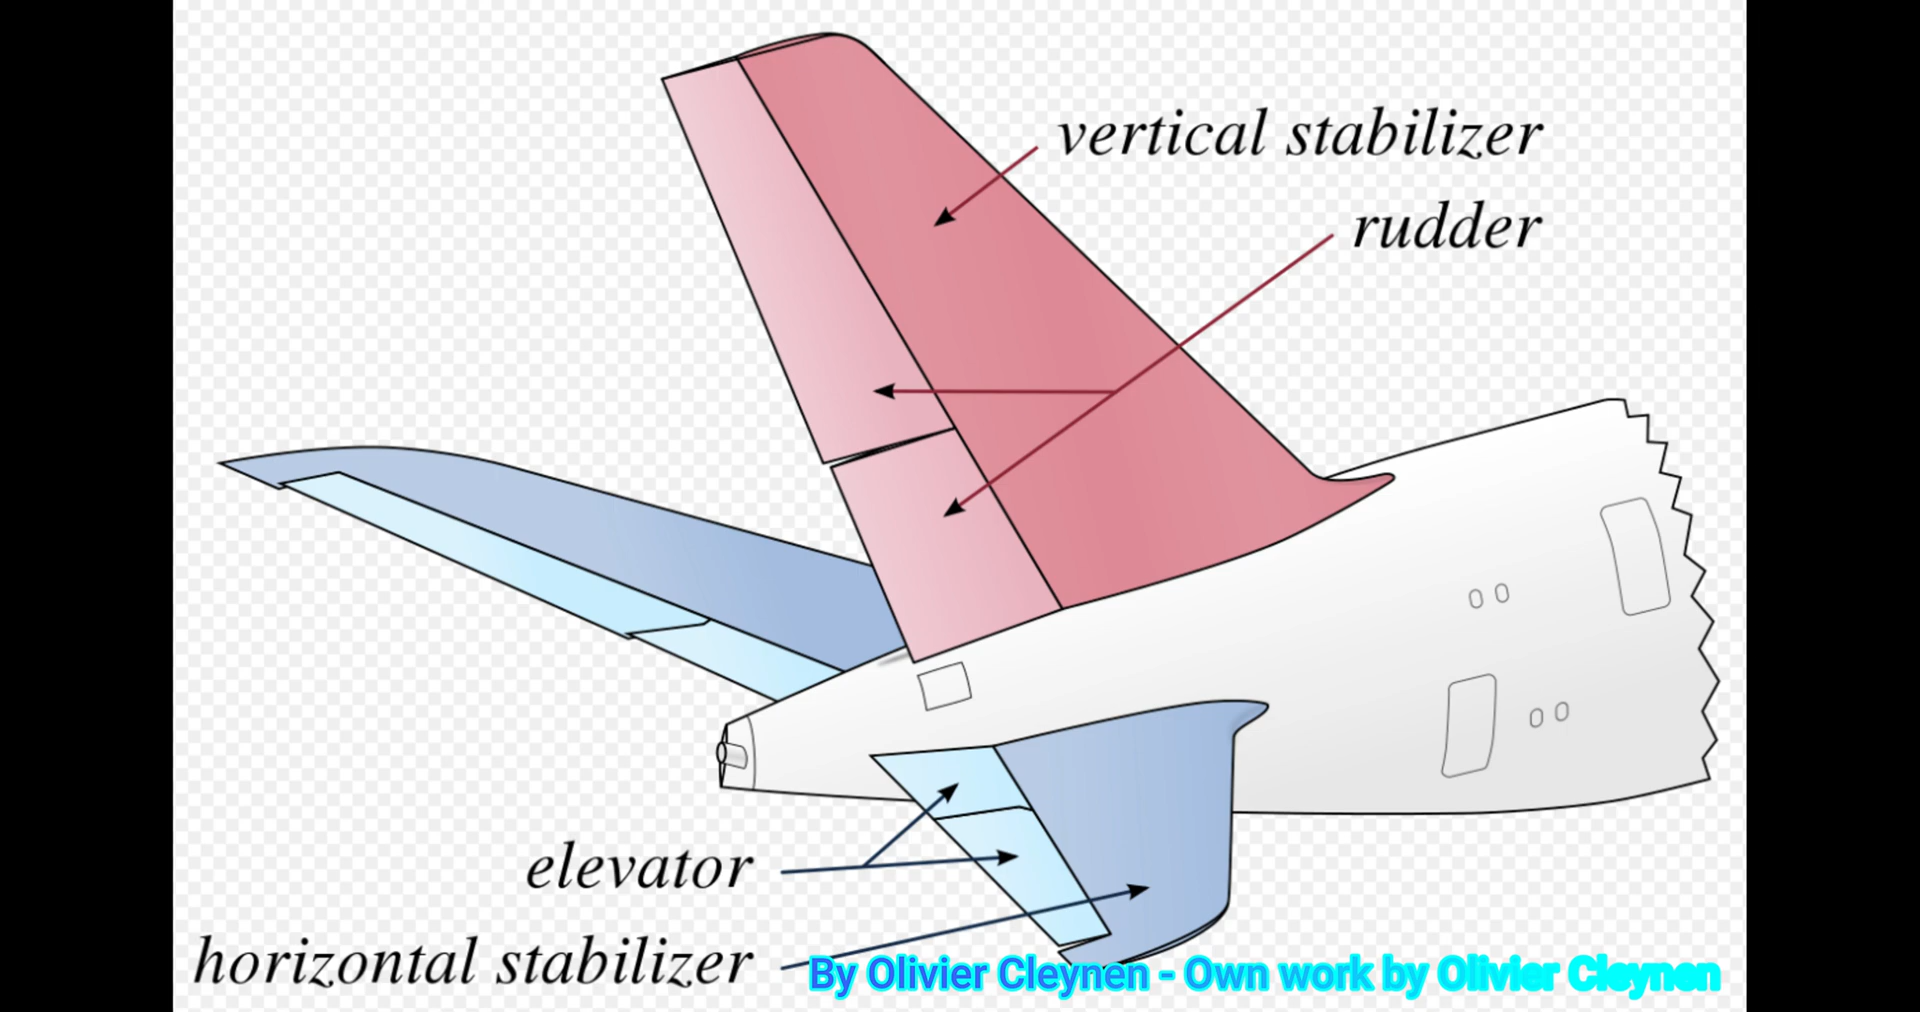 vertical stabilizer
rudder
elevator
horizontal stabilizer
By Olivier Cleynen - Own work by Olivier Cleynen